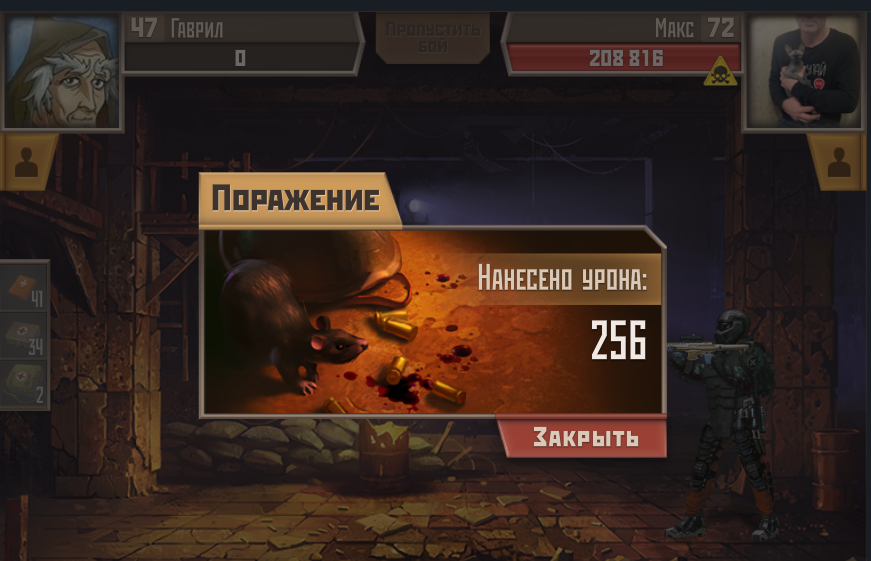 47 Гаврил
0
Пропустить
бой
Макс 72
208 816
Поражение
Нанесено урона:
256
41
34
2
Закрыть